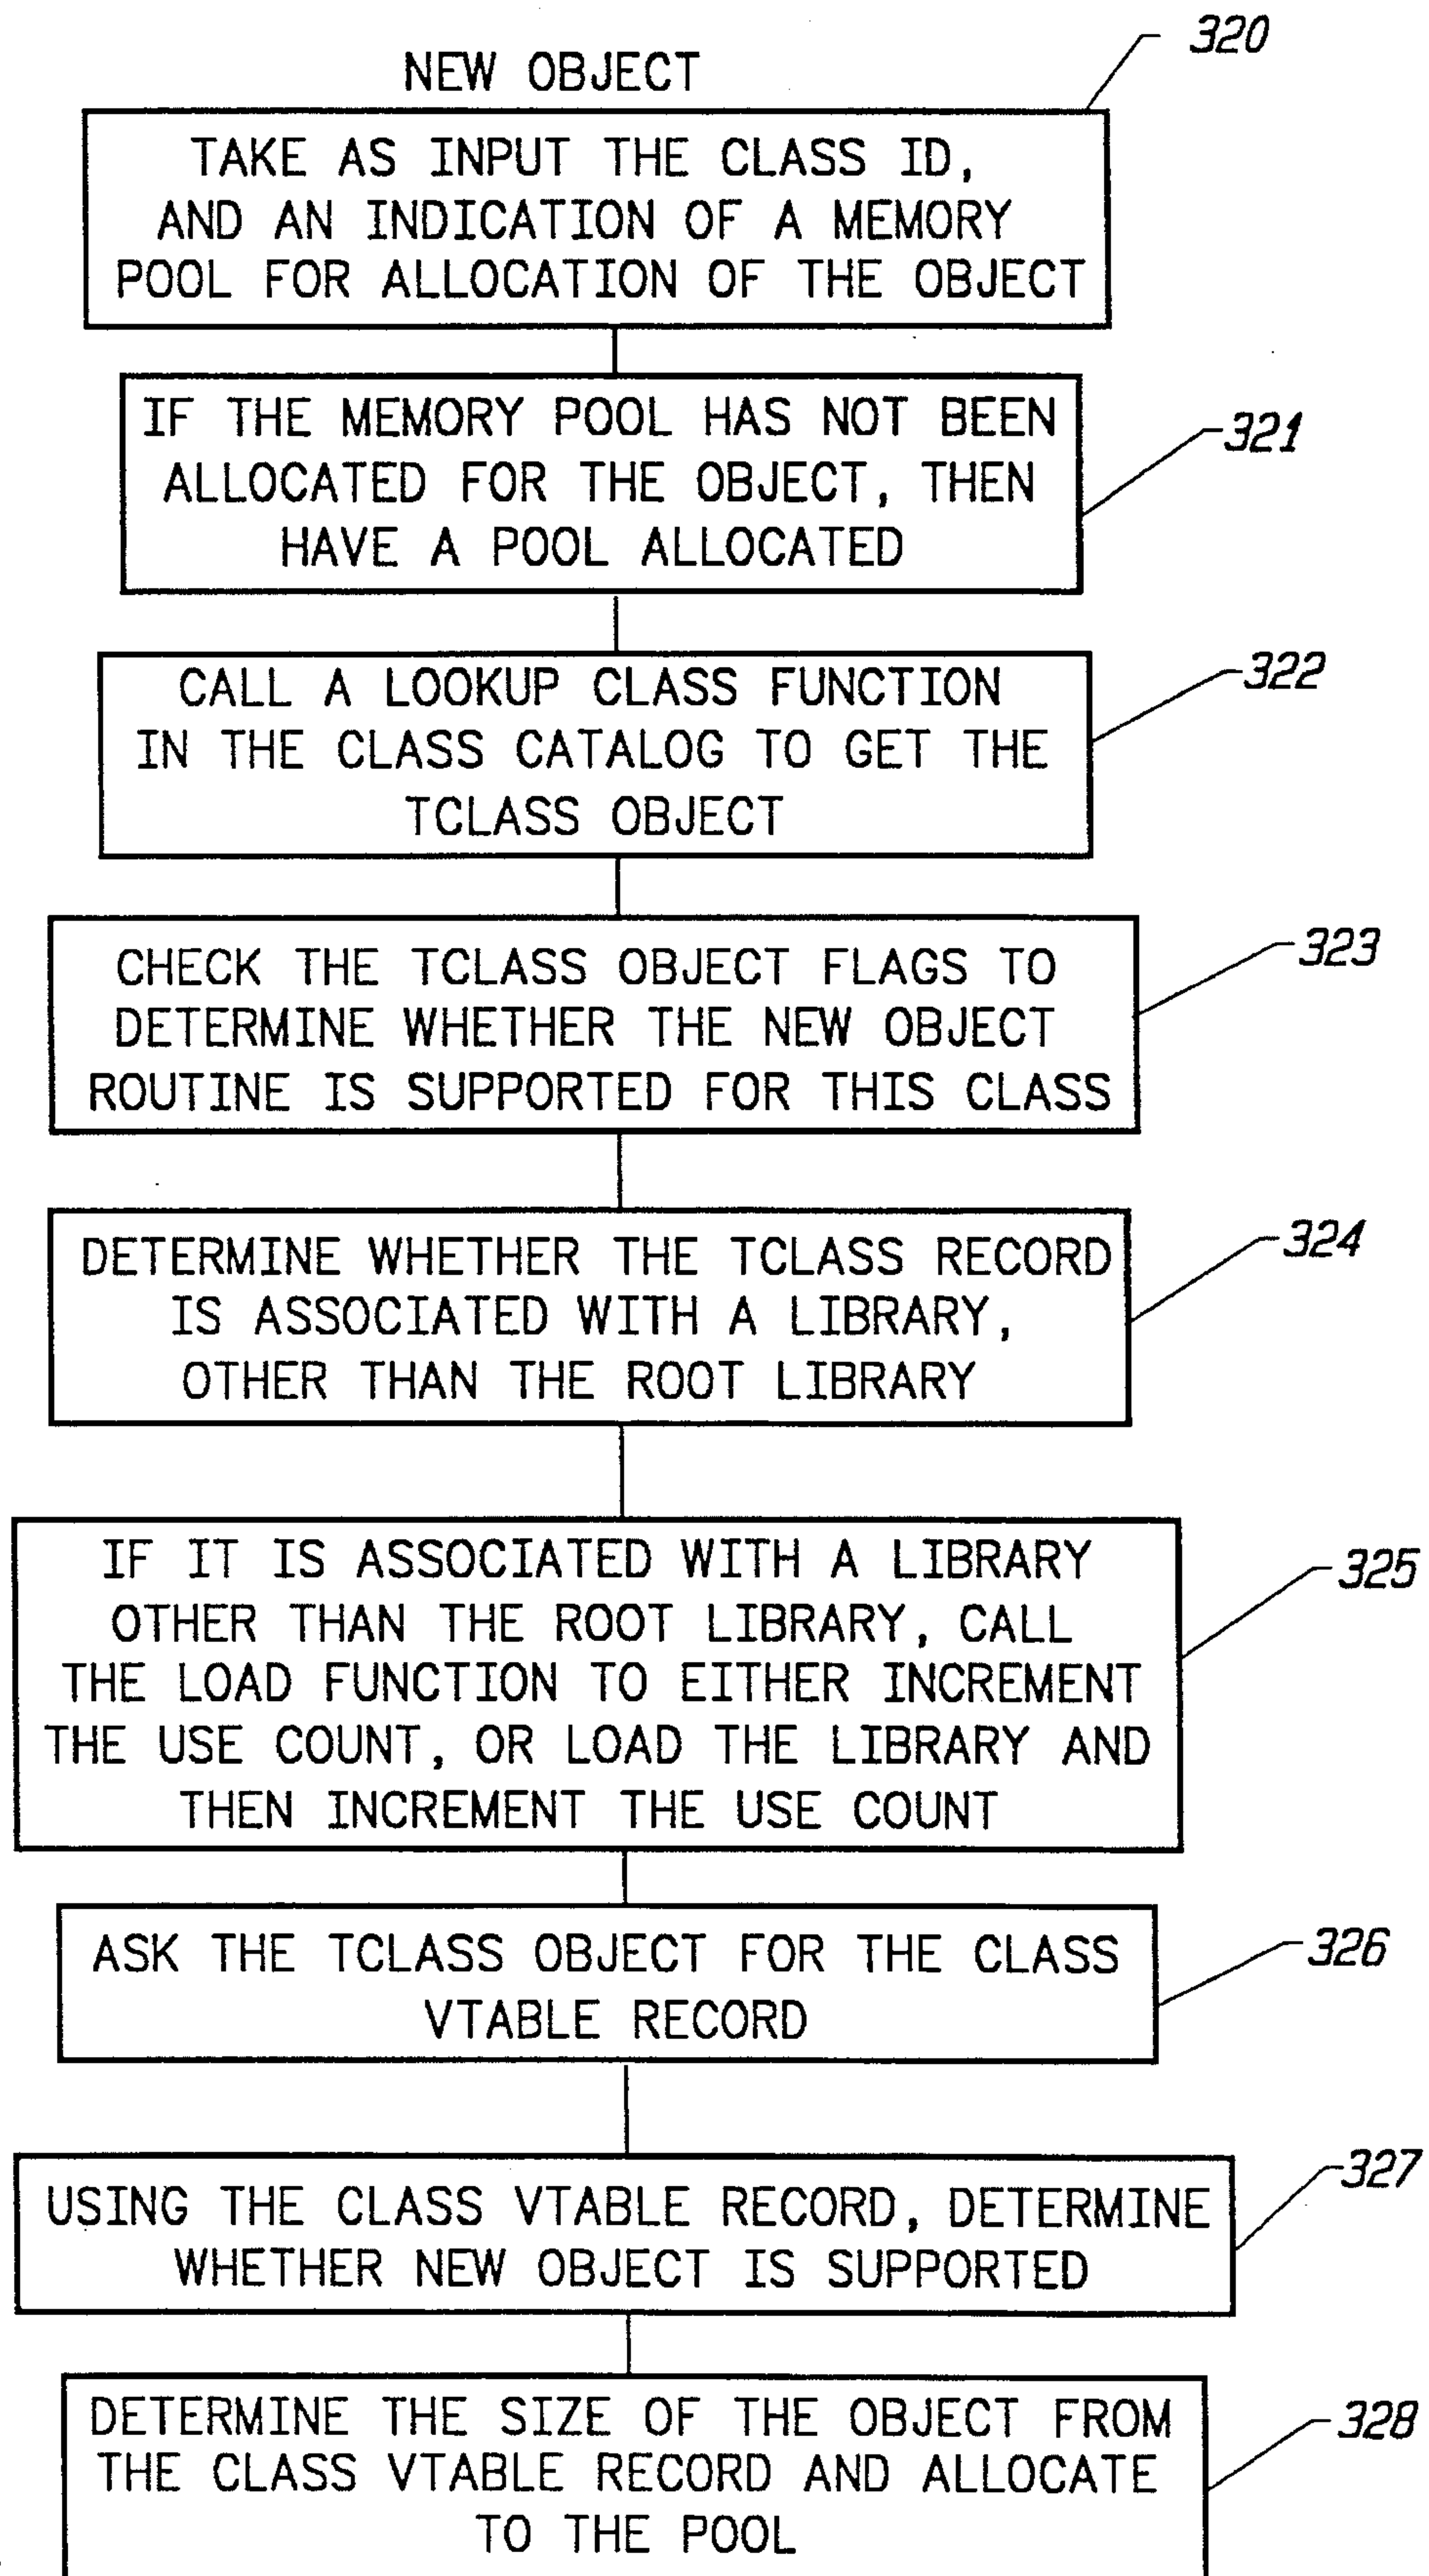 320
NEW OBJECT
TAKE AS INPUT THE CLASS ID,
AND AN INDICATION OF A MEMORY
POOL FOR ALLOCATION OF THE OBJECT
IF THE MEMORY POOL HAS NOT BEEN
ALLOCATED FOR THE OBJECT, THEN
HAVE A POOL ALLOCATED
321
CALL A LOOKUP CLASS FUNCTION
IN THE CLASS CATALOG TO GET THE
TCLASS OBJECT
322
CHECK THE TCLASS OBJECT FLAGS TO
DETERMINE WHETHER THE NEW OBJECT
ROUTINE IS SUPPORTED FOR THIS CLASS
323
DETERMINE WHETHER THE TCLASS RECORD
IS ASSOCIATED WITH A LIBRARY,
OTHER THAN THE ROOT LIBRARY
324
IF IT IS ASSOCIATED WITH A LIBRARY
OTHER THAN THE ROOT LIBRARY, CALL
THE LOAD FUNCTION TO EITHER INCREMENT
THE USE COUNT, OR LOAD THE LIBRARY AND
THEN INCREMENT THE USE COUNT
325
ASK THE TCLASS OBJECT FOR THE CLASS
VTABLE RECORD
326
USING THE CLASS VTABLE RECORD, DETERMINE
WHETHER NEW OBJECT IS SUPPORTED
327
DETERMINE THE SIZE OF THE OBJECT FROM
THE CLASS VTABLE RECORD AND ALLOCATE
TO THE POOL
328